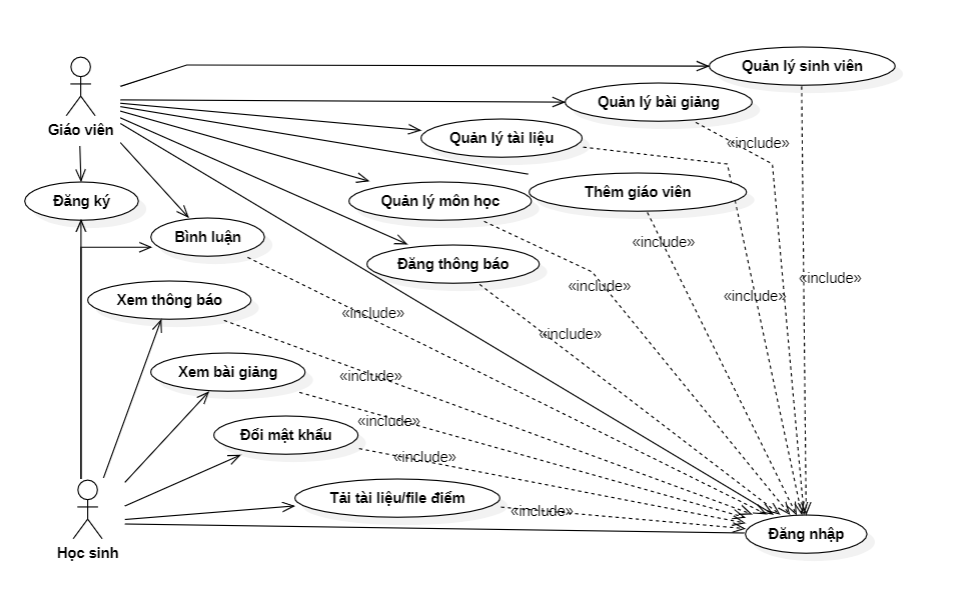 Quản lý sinh viên
Quản lý bài giảng
Giáo viên
Quản lý tài liệu
«include»
Đăng ký
Quản lý môn học
Thêm giáo viên
Bình luận
«include»
Đăng thông báo
«include»
«include»
«include»
Xem thông báo
«include»
«include»
Xem bài giảng
«include»
«include»
Đổi mật khẩu
«include»
Tải tài liệu/file điểm
«include»
Đăng nhập
Học sinh